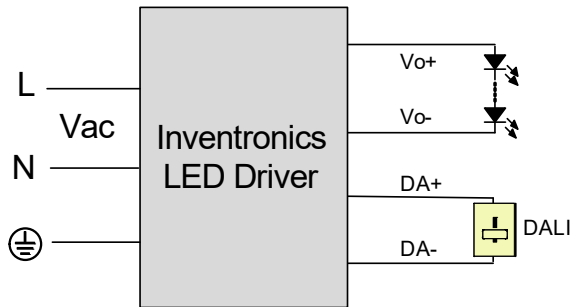 L
Vac
N
Inventronics
LED Driver
Vo+
Vo-
DA+
DA-
DALI